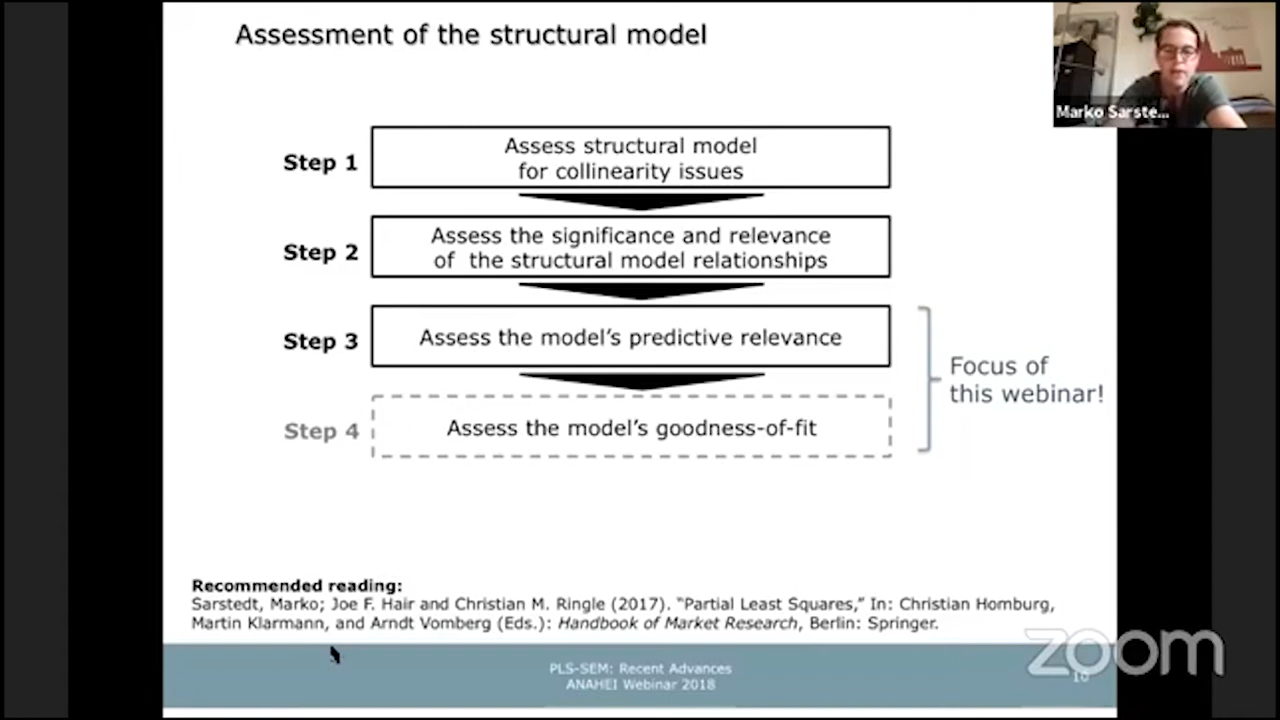 Assessment of the structural model
Marko Sarste...
Step 1
Assess structural model
for collinearity issues
Step 2
Assess the significance and relevance
of the structural model relationships
Step 3
Assess the model's predictive relevance
Focus of
this webinar!
Step 4
Assess the model's goodness-of-fit
Recommended reading:
Sarstedt, Marko; Joe F. Hair and Christian M. Ringle (2017). “Partial Least Squares,” In: Christian Homburg,
Martin Klarmann, and Arndt Vomberg (Eds.): Handbook of Market Research, Berlin: Springer.
PLS-SEM: Recent Advances
ANAHEI Webinar 2018
zoom
10